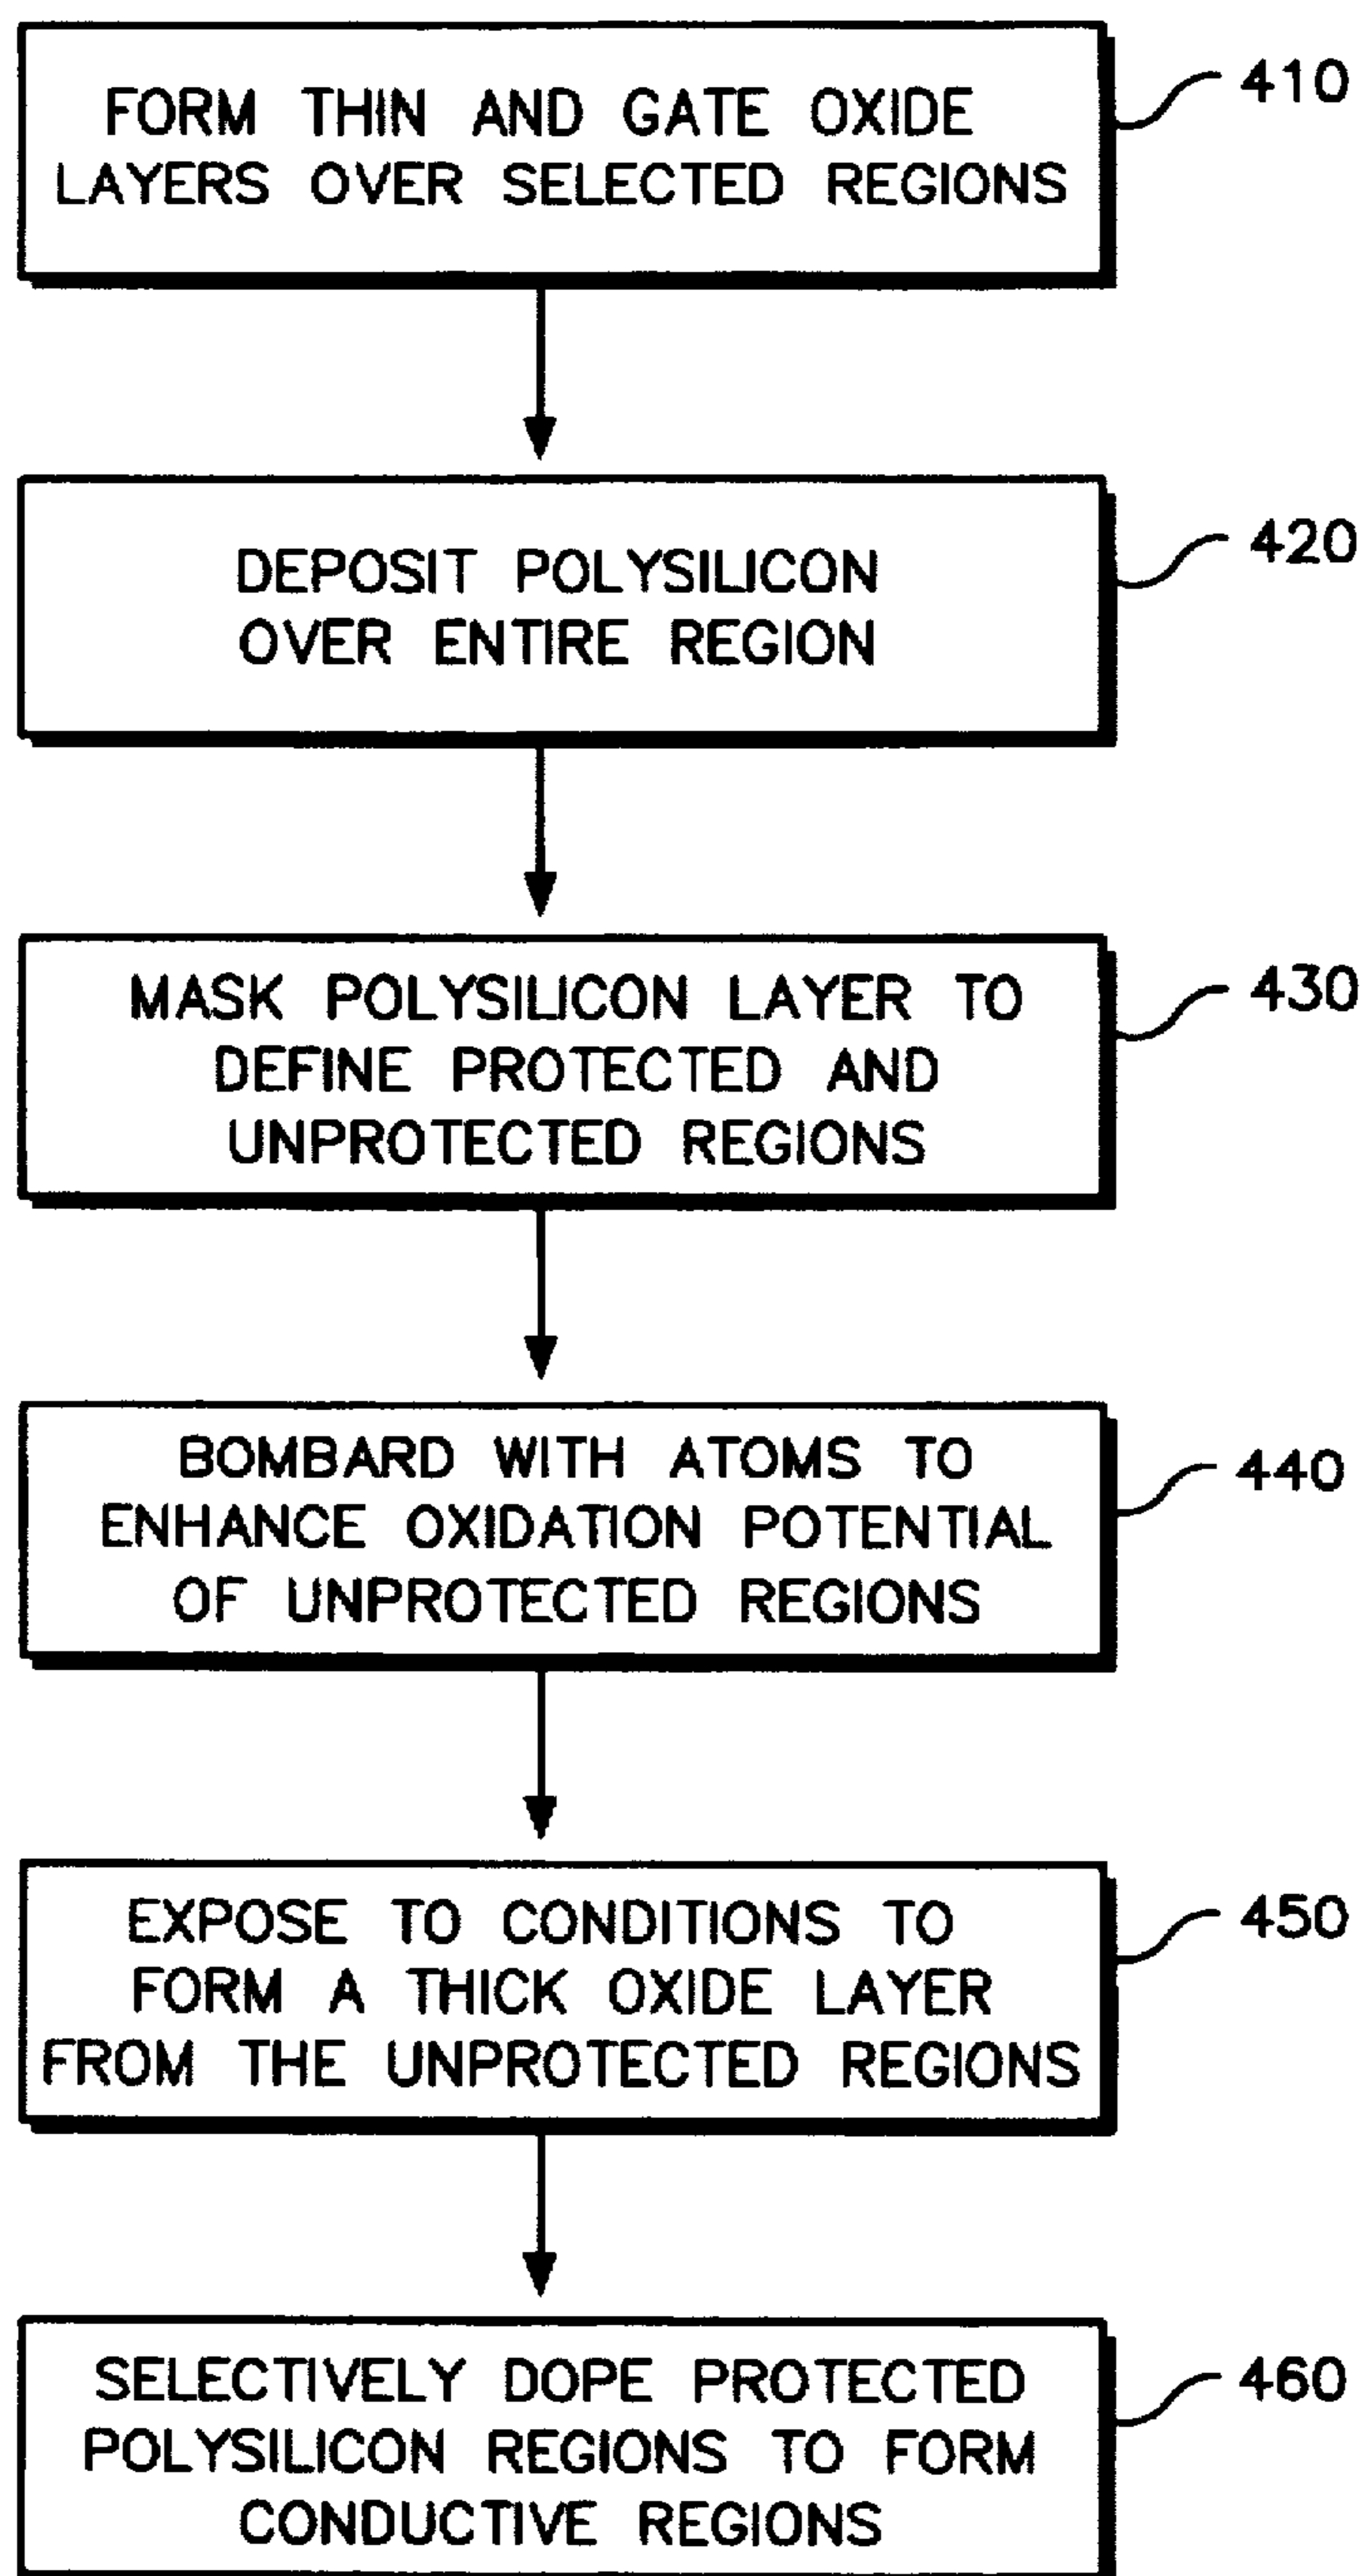 FORM THIN AND GATE OXIDE
LAYERS OVER SELECTED REGIONS
410
DEPOSIT POLYSILICON
OVER ENTIRE REGION
420
MASK POLYSILICON LAYER TO
DEFINE PROTECTED AND
UNPROTECTED REGIONS
430
BOMBARD WITH ATOMS TO
ENHANCE OXIDATION POTENTIAL
OF UNPROTECTED REGIONS
440
EXPOSE TO CONDITIONS TO
FORM A THICK OXIDE LAYER
FROM THE UNPROTECTED REGIONS
450
SELECTIVELY DOPE PROTECTED
POLYSILICON REGIONS TO FORM
CONDUCTIVE REGIONS
460